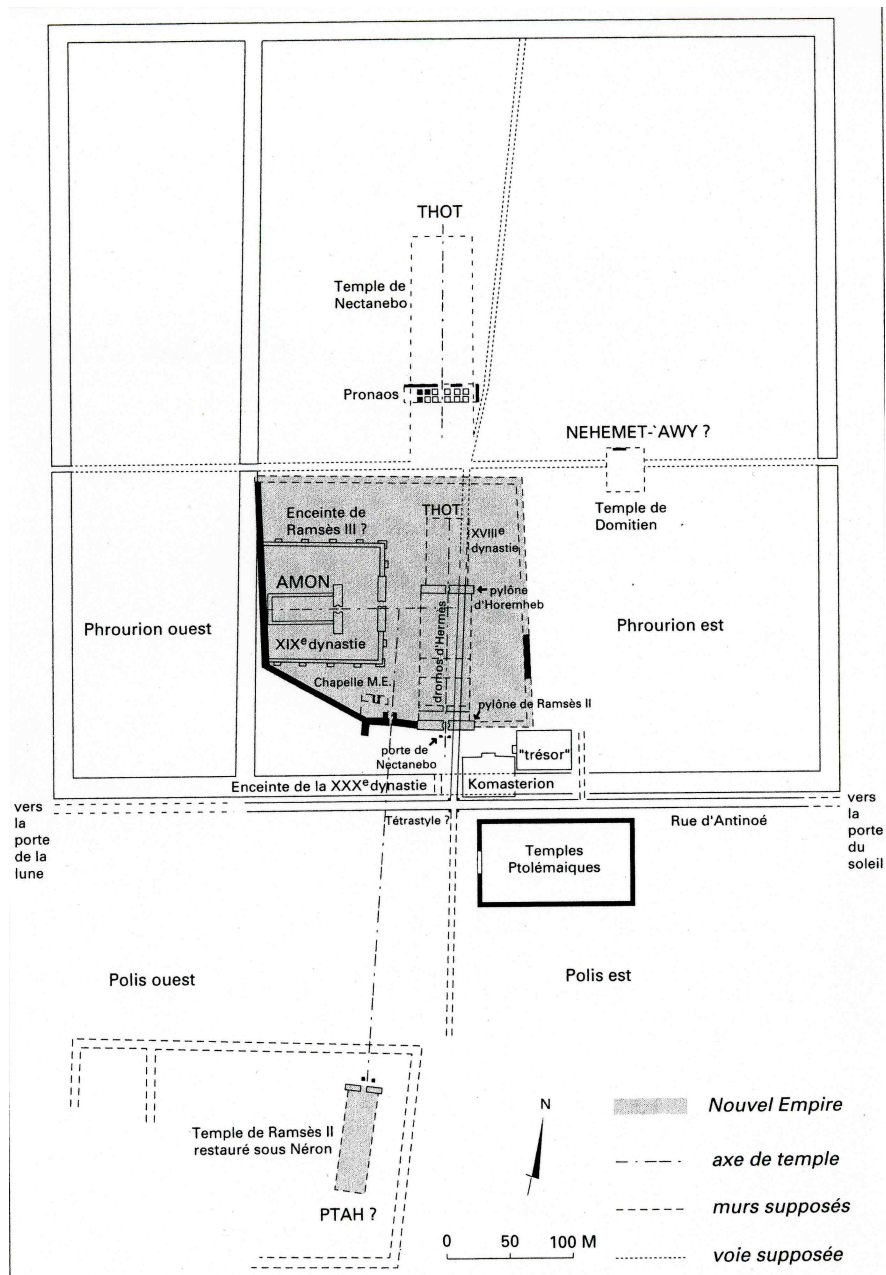 THOT
Temple de
Nectanebo
Pronaos
NEHEMET-`AWY ?
Temple de
Domitien
Enceinte de
Ramsès III ?
THOT
XVIIIe
dynastie
AMON
pylône
d'Horemheb
Phrourion ouest
XIXe dynastie
dromos d'Hermès
Phrourion est
Chapelle M.E.
pylône de Ramsès II
porte de
Nectanebo
"trésor"
Enceinte de la XXXe dynastie
Komasterion
vers
la
porte
de la
lune
Tétrastyle ?
Rue d'Antinoé
vers
la
porte
du
soleil
Temples
Ptolémaiques
Polis ouest
Polis est
Temple de Ramsès II
restauré sous Néron
PTAH ?
N
0 50 100 M
Nouvel Empire
axe de temple
murs supposés
voie supposée